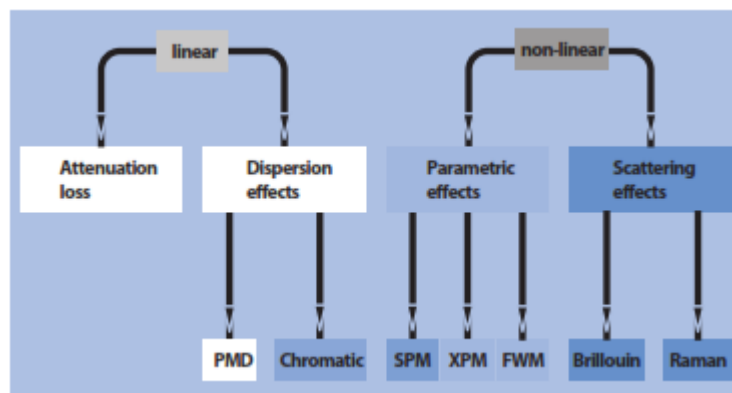 linear
non-linear
Attenuation
loss
Dispersion
effects
Parametric
effects
Scattering
effects
PMD
Chromatic
SPM
XPM
FWM
Brillouin
Raman